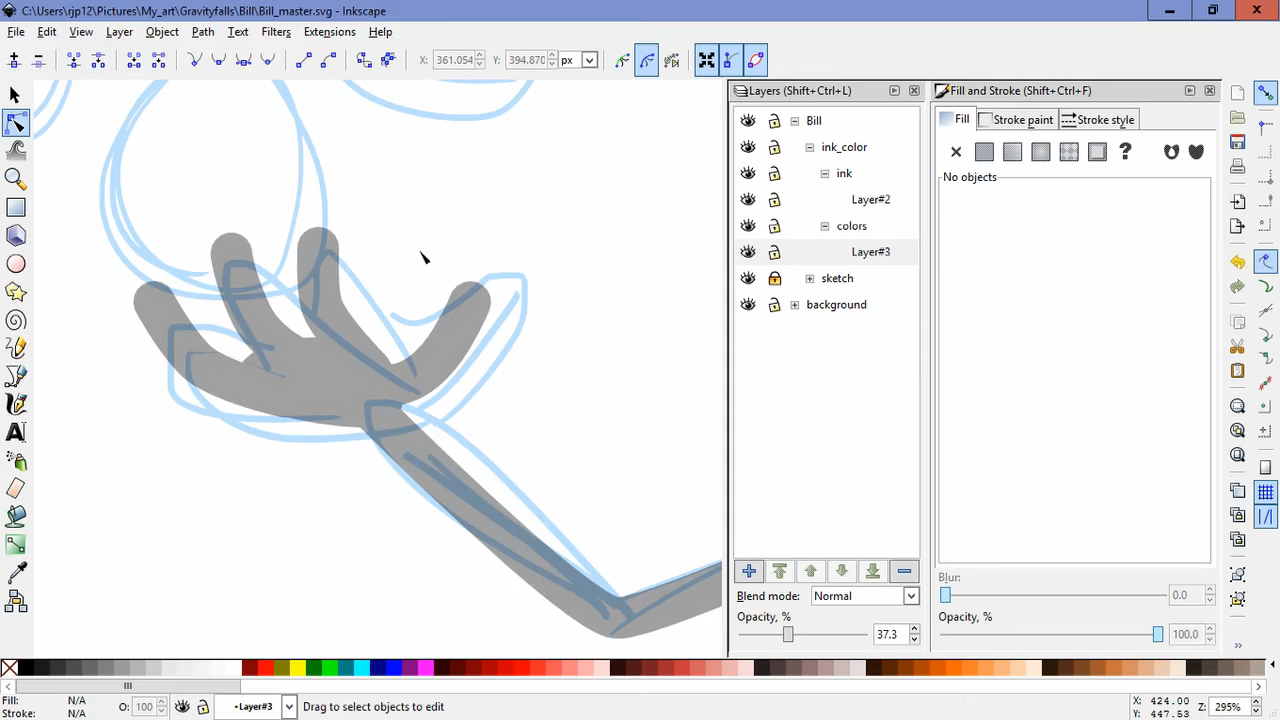 C:\Users\rjp12\Pictures\My_art\Gravityfalls\Bill\Bill_master.svg - Inkscape
File Edit View Layer Object Path Text Filters Extensions Help
X: 361.054 Y: 394.870 px
Layers (Shift+Ctrl+L)
Bill
ink_color
ink
Layer#2
colors
Layer#3
sketch
background
Blend mode: Normal
Opacity, %
37.3
Fill and Stroke (Shift+Ctrl+F)
Fill Stroke paint Stroke style
?
No objects
Blur:
0.0
Opacity, %
100.0
Fill: N/A
Stroke: N/A
O: 100
•Layer#3
Drag to select objects to edit
X: 424.00
Y: 447.53
Z: 295%